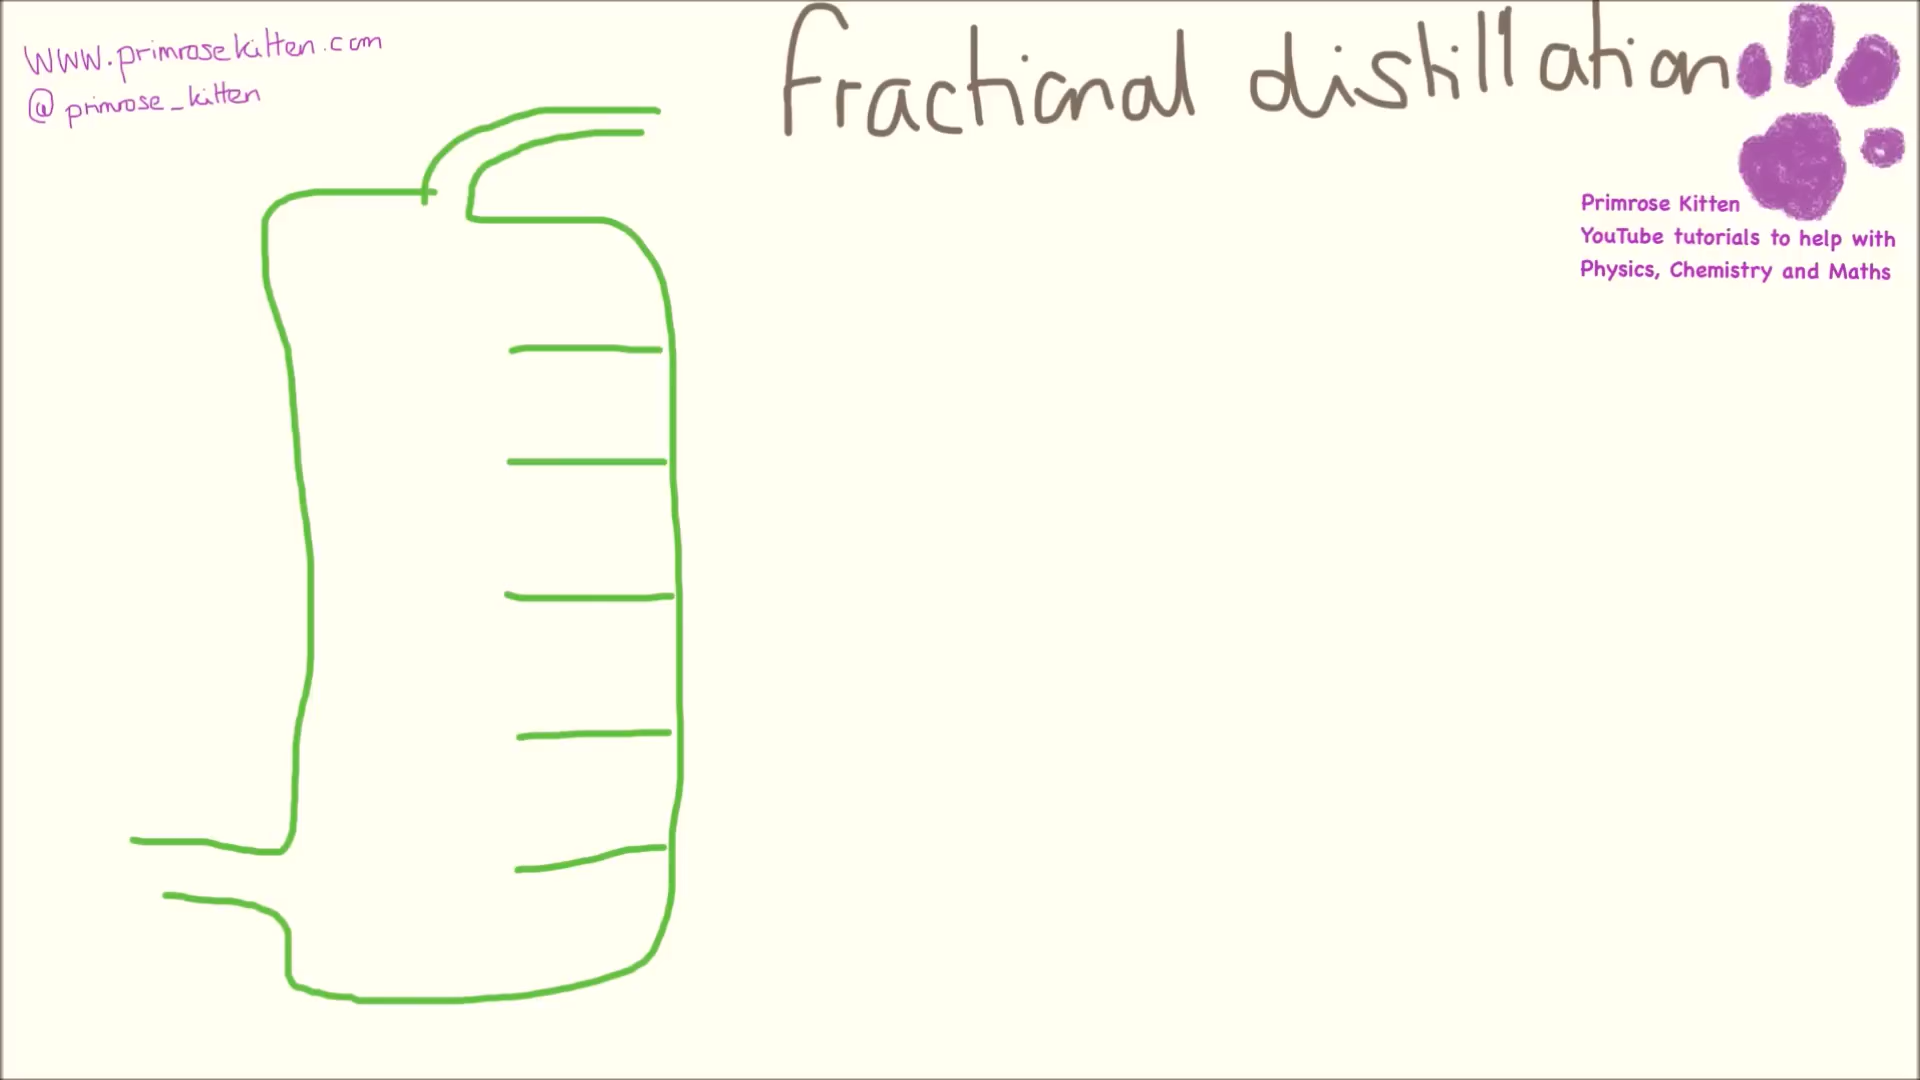 www.primrosekitten.com
@primrose_kitten
fractional distillation
Primrose Kitten
YouTube tutorials to help with
Physics, Chemistry and Maths